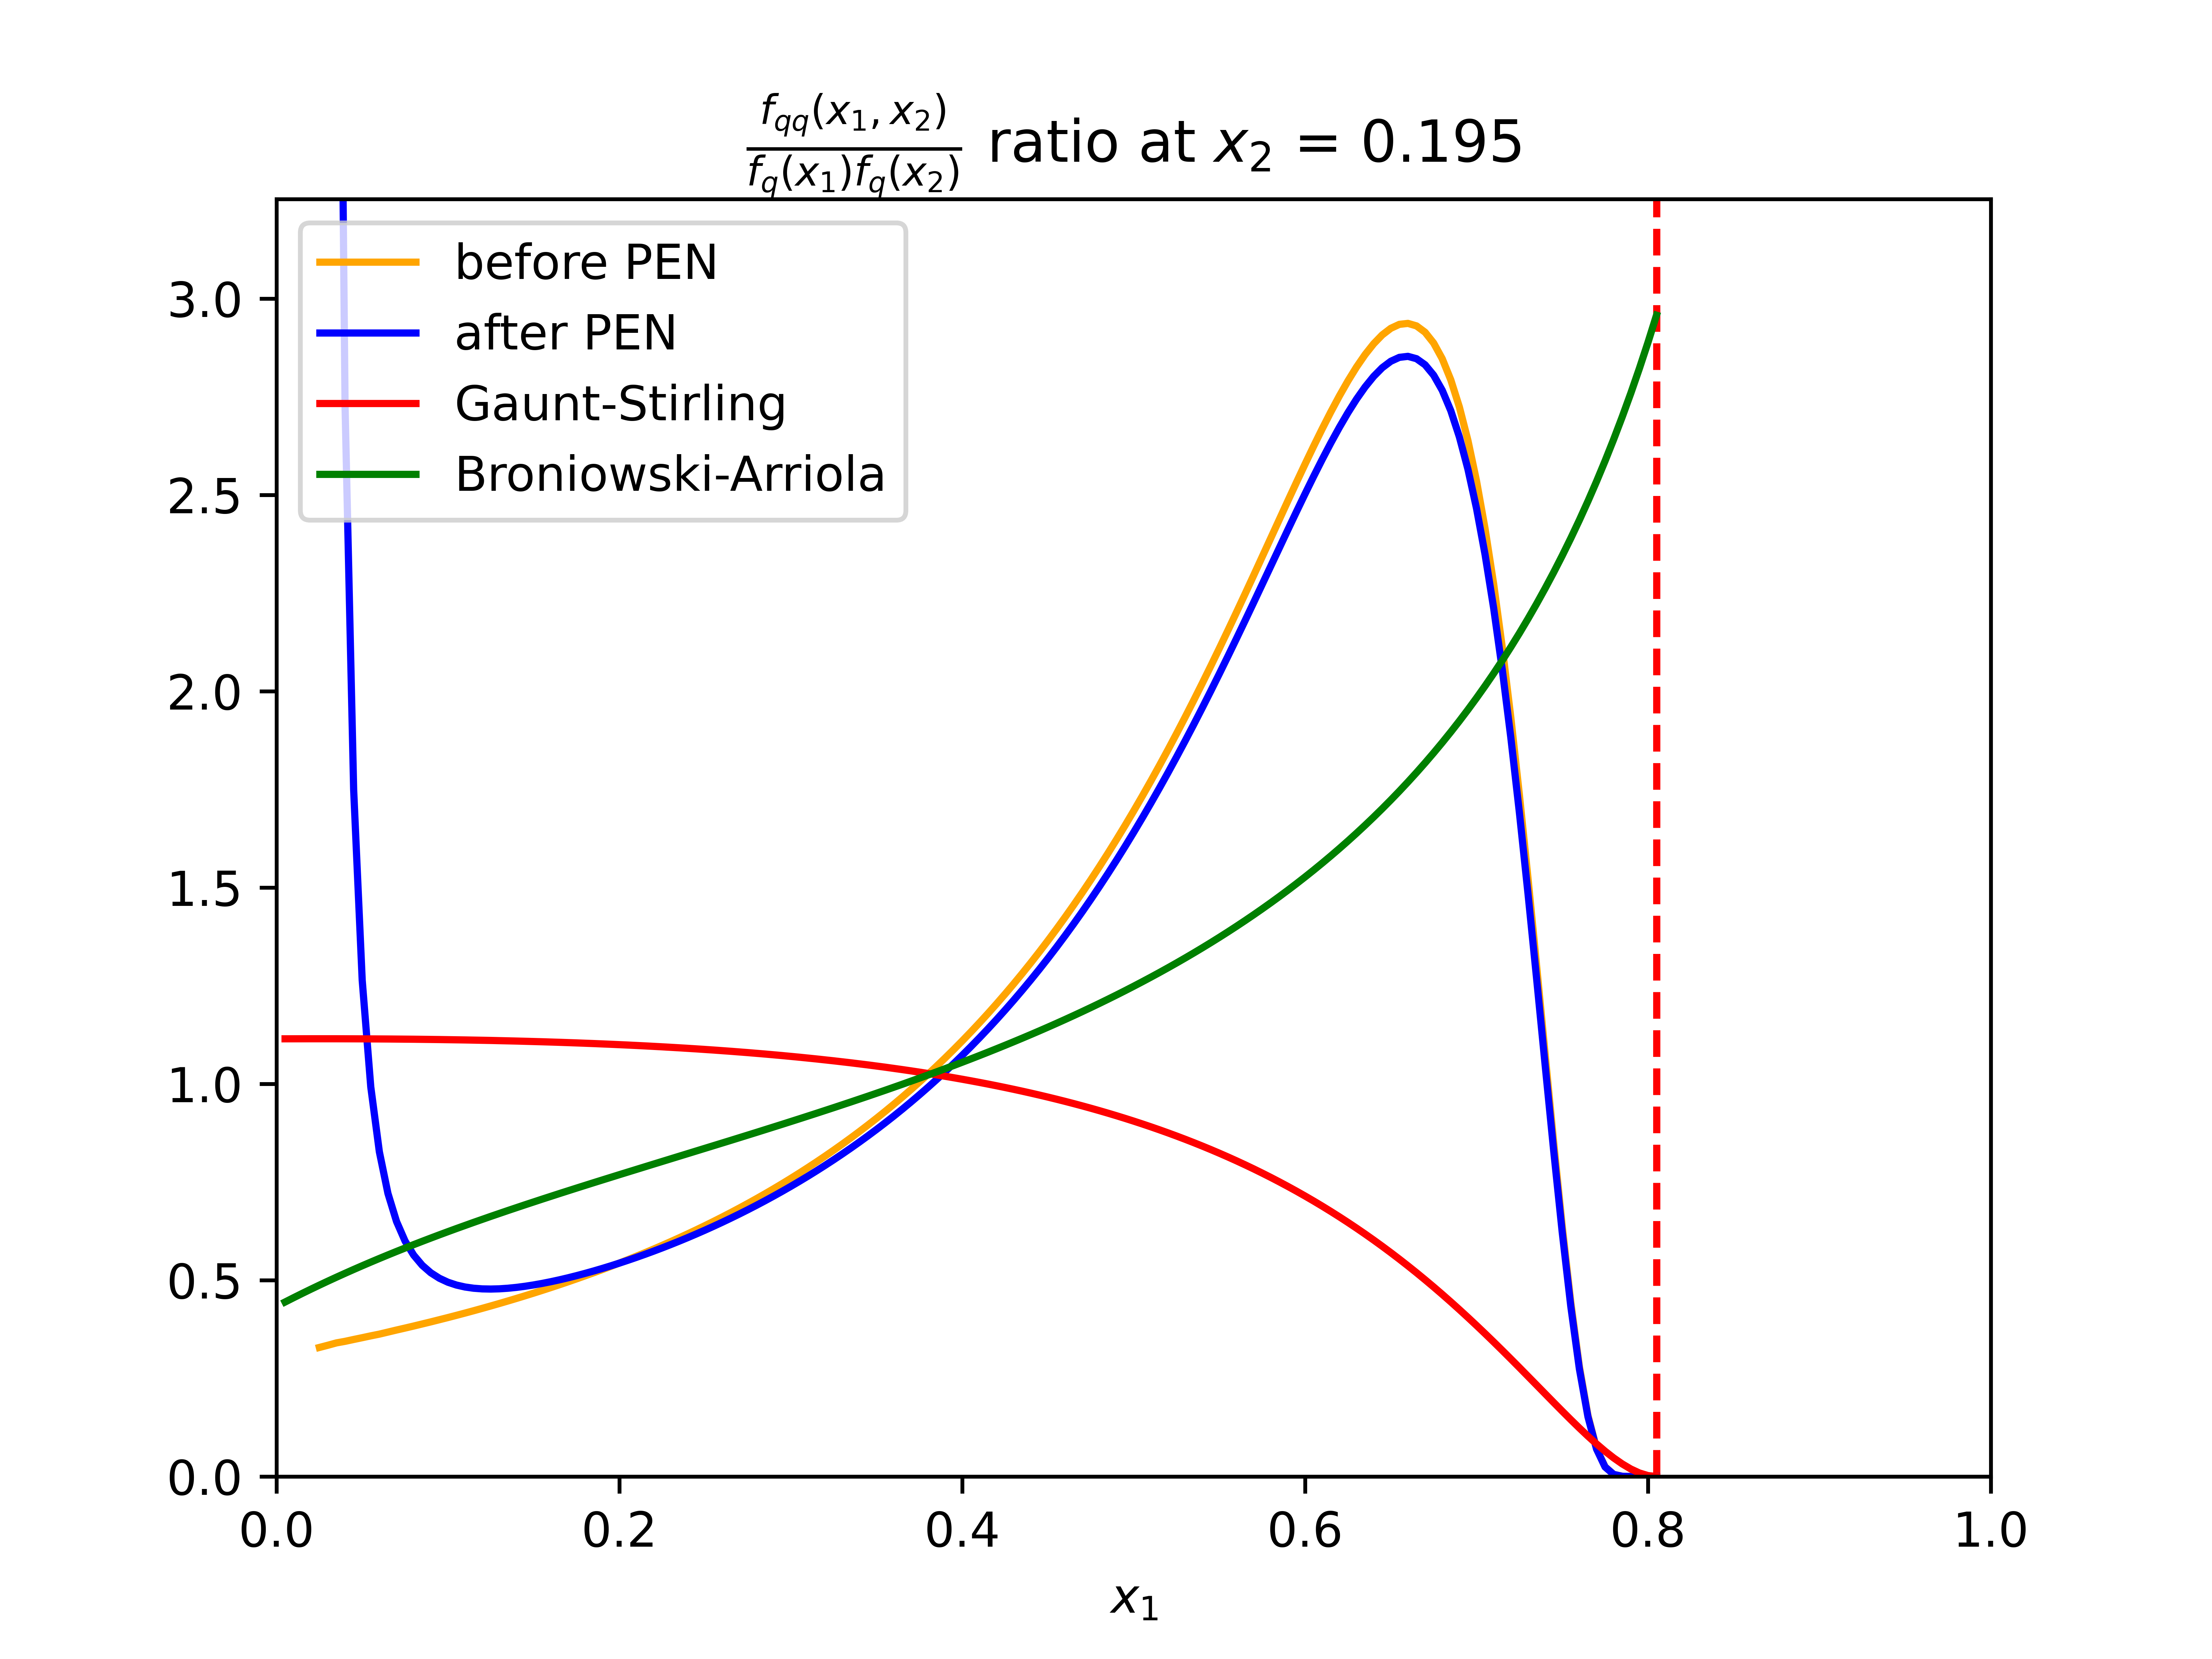 f_qq(x_1, x_2)
f_q(x_1)f_q(x_2)
ratio at x_2 = 0.195
before PEN
after PEN
Gaunt-Stirling
Broniowski-Arriola
3.0
2.5
2.0
1.5
1.0
0.5
0.0
0.0 0.2 0.4 0.6 0.8 1.0
x_1